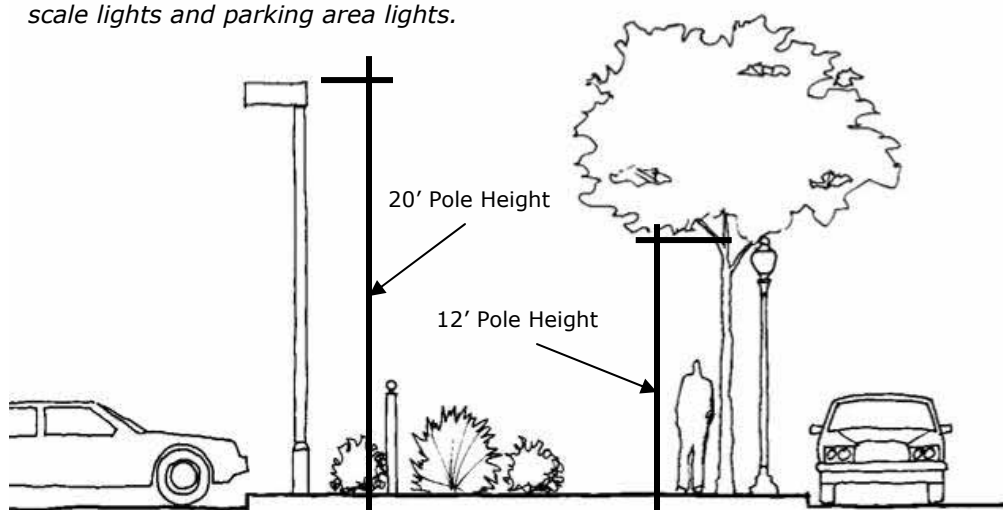 scale lights and parking area lights.
20’ Pole Height
12’ Pole Height